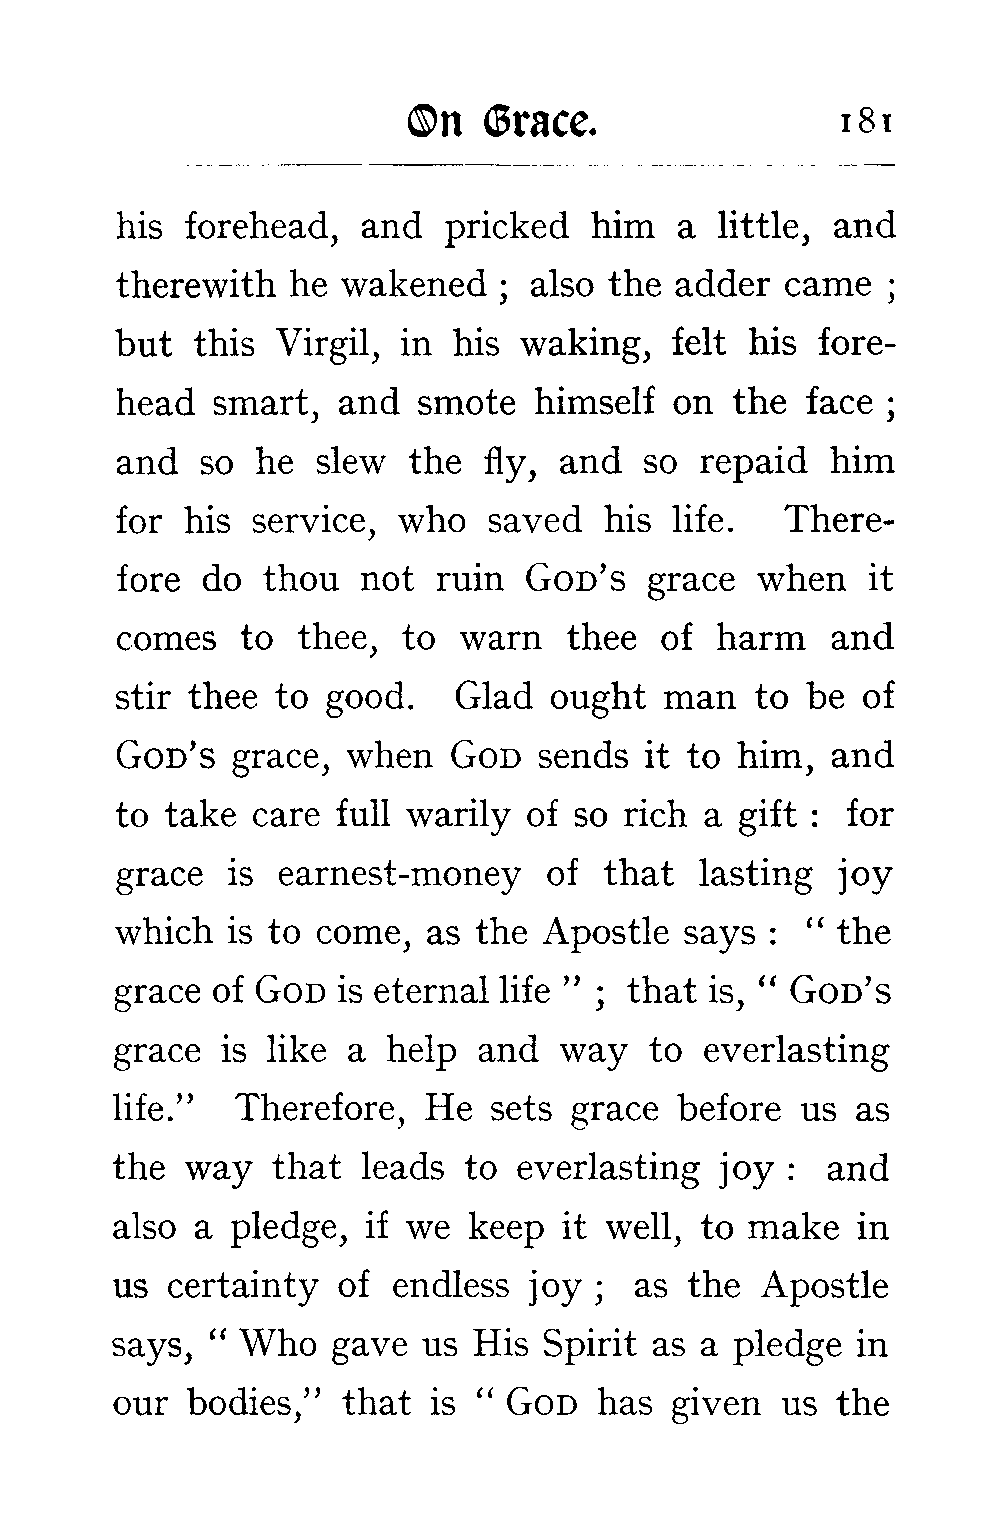 On Grace. 181
his forehead, and pricked him a little, and
therewith he wakened ; also the adder came ;
but this Virgil, in his waking, felt his fore-
head smart, and smote himself on the face ;
and so he slew the fly, and so repaid him
for his service, who saved his life. There-
fore do thou not ruin GOD'S grace when it
comes to thee, to warn thee of harm and
stir thee to good. Glad ought man to be of
GOD'S grace, when GOD sends it to him, and
to take care full warily of so rich a gift : for
grace is earnest-money of that lasting joy
which is to come, as the Apostle says : “ the
grace of GOD is eternal life ” ; that is, “ GOD'S
grace is like a help and way to everlasting
life.” Therefore, He sets grace before us as
the way that leads to everlasting joy : and
also a pledge, if we keep it well, to make in
us certainty of endless joy ; as the Apostle
says, “ Who gave us His Spirit as a pledge in
our bodies,” that is “ GOD has given us the